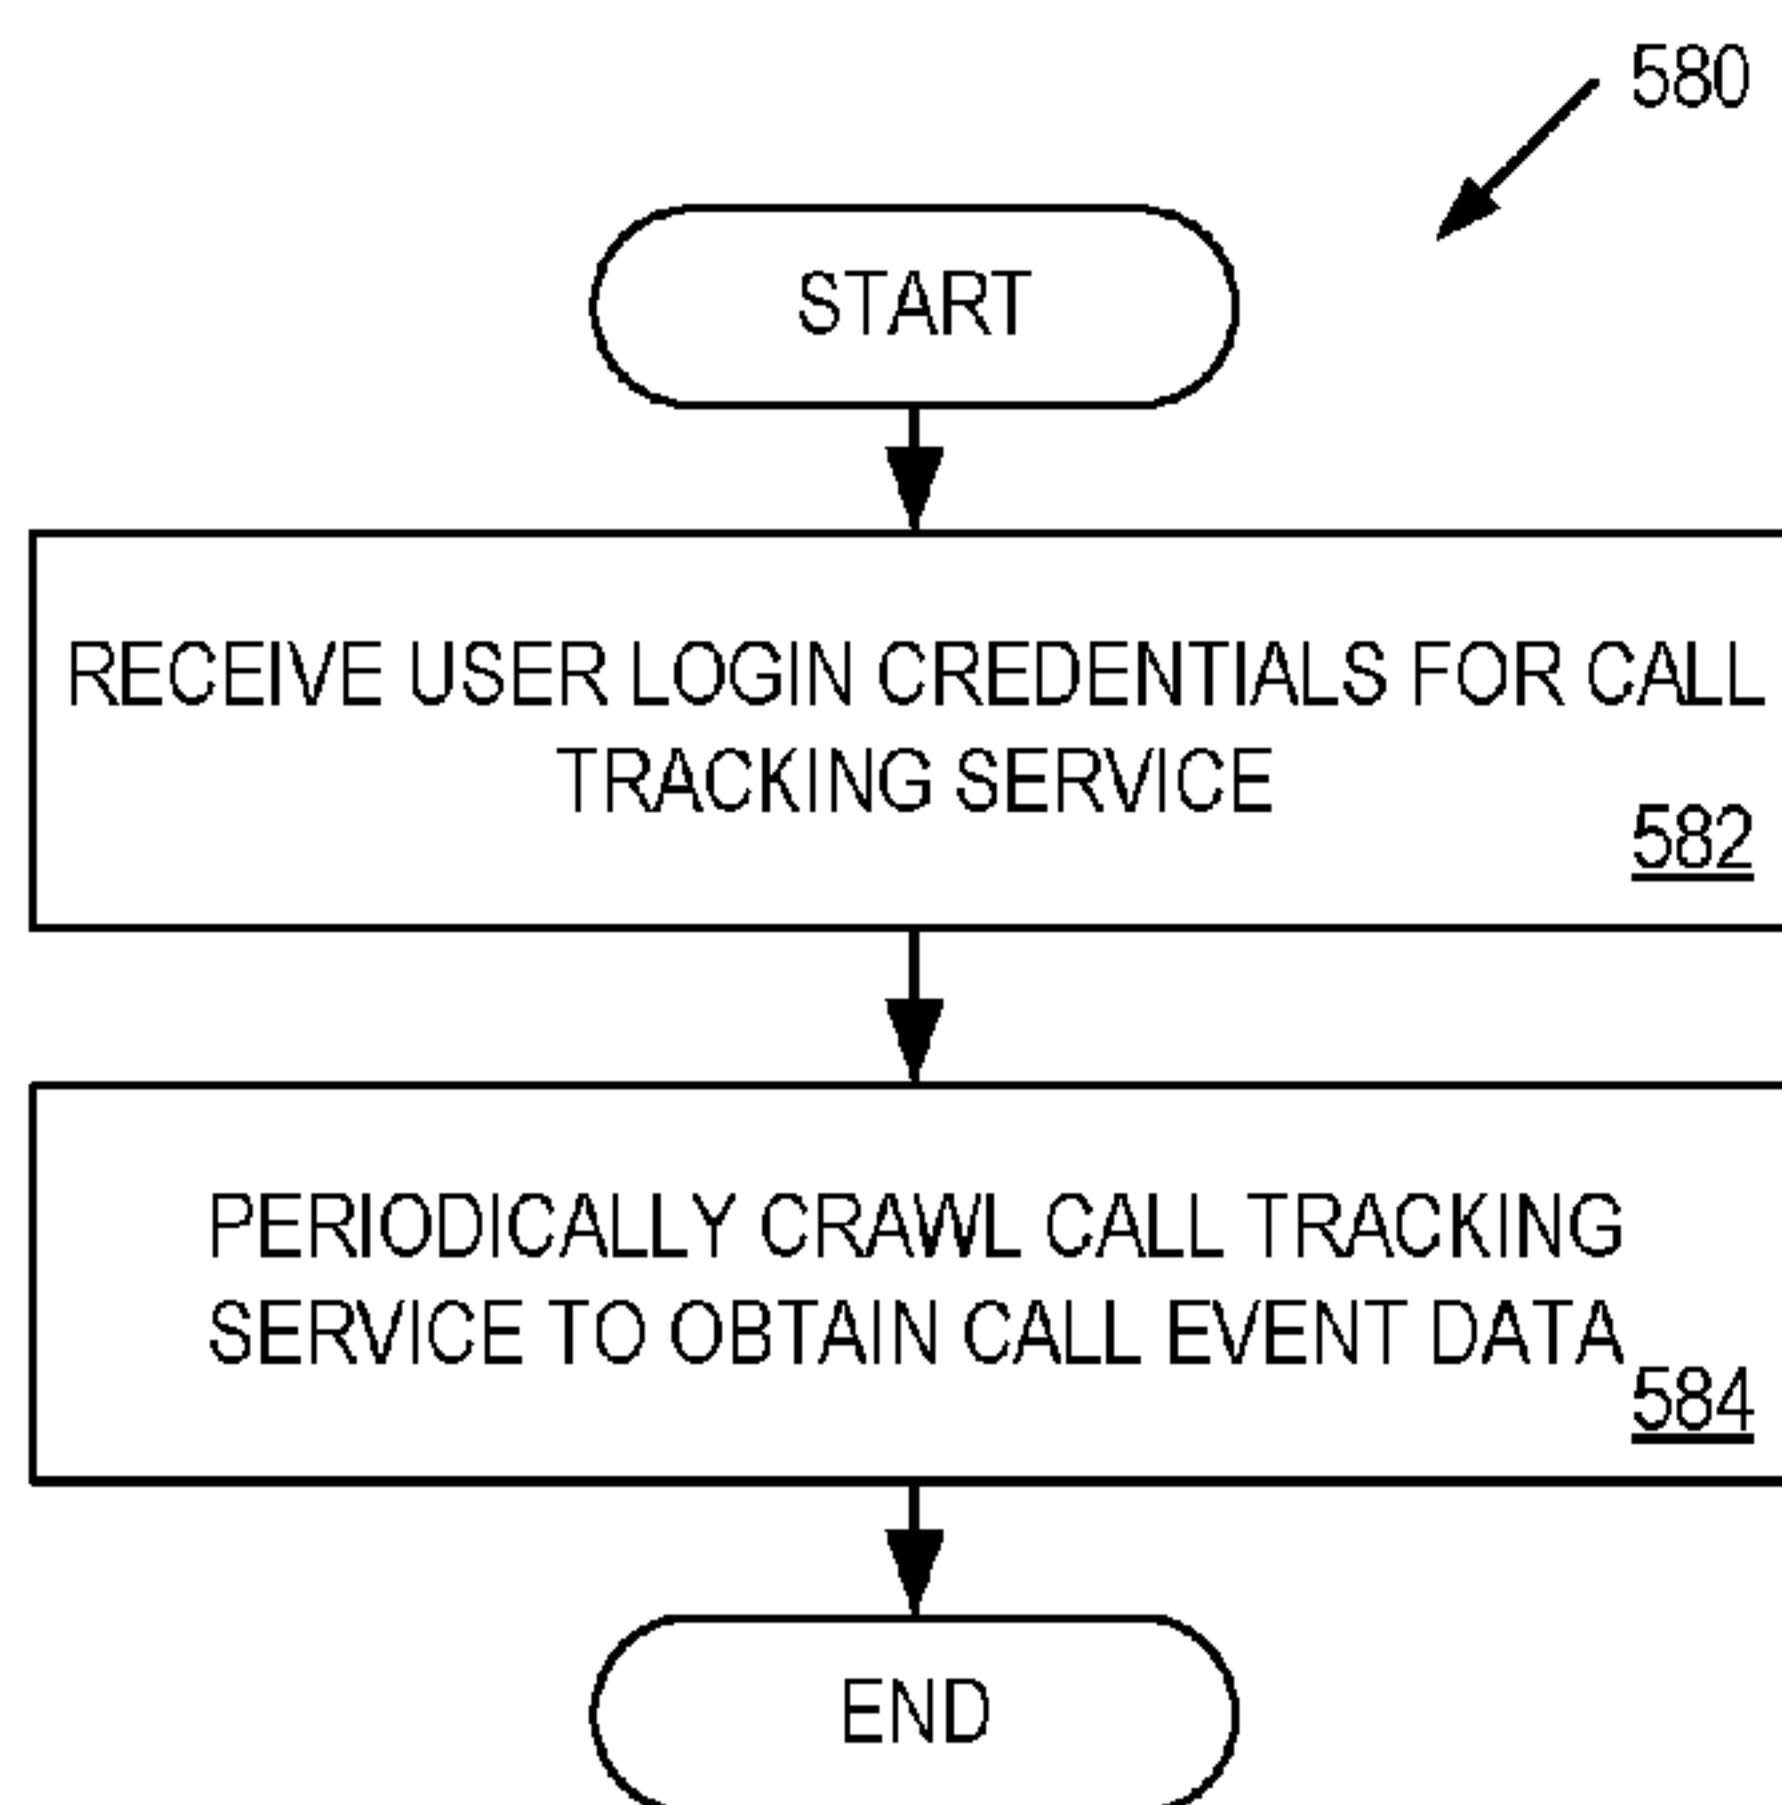 580
START
RECEIVE USER LOGIN CREDENTIALS FOR CALL
TRACKING SERVICE
582
PERIODICALLY CRAWL CALL TRACKING
SERVICE TO OBTAIN CALL EVENT DATA
584
END